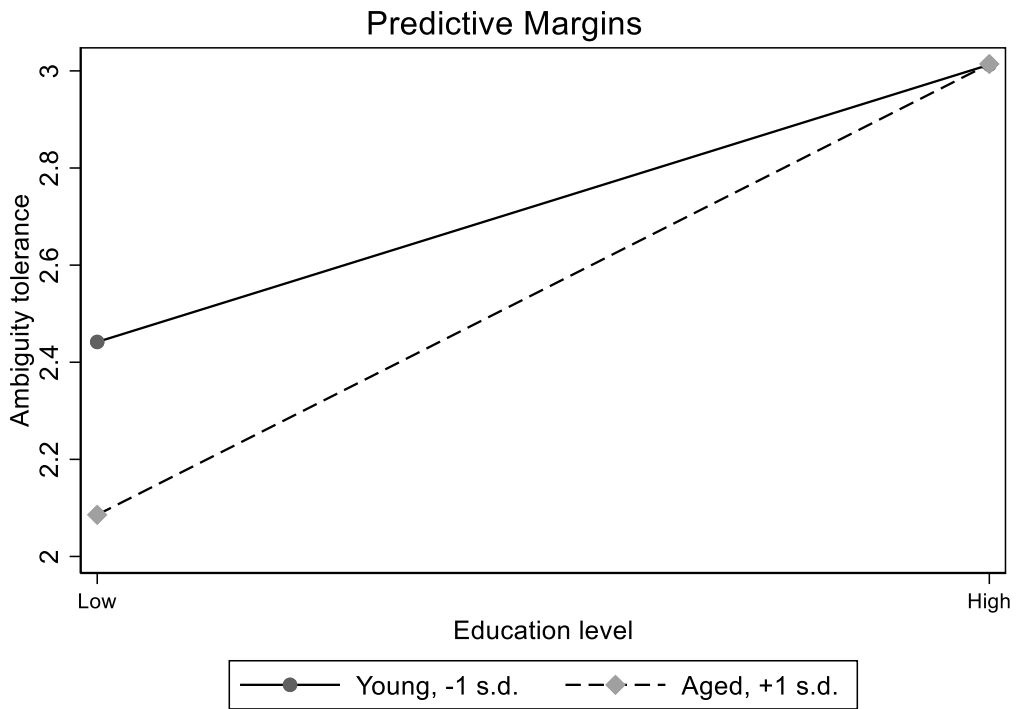 Predictive Margins
Ambiguity tolerance
3
2.8
2.6
2.4
2.2
2
Low High
Education level
Young, -1 s.d. Aged, +1 s.d.